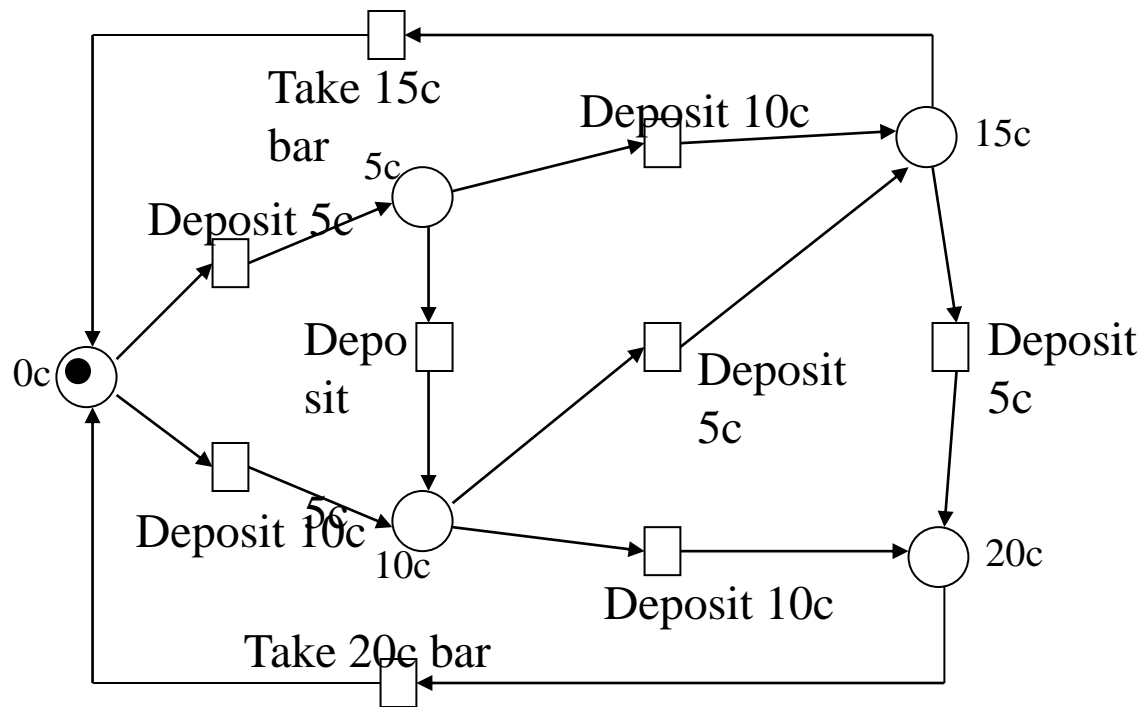 Take 15c
bar
Deposit 10c
15c
5c
Deposit 5c
0c
Depo
sit
5c
Deposit
5c
Deposit
5c
Deposit 10c
10c
20c
Deposit 10c
Take 20c bar